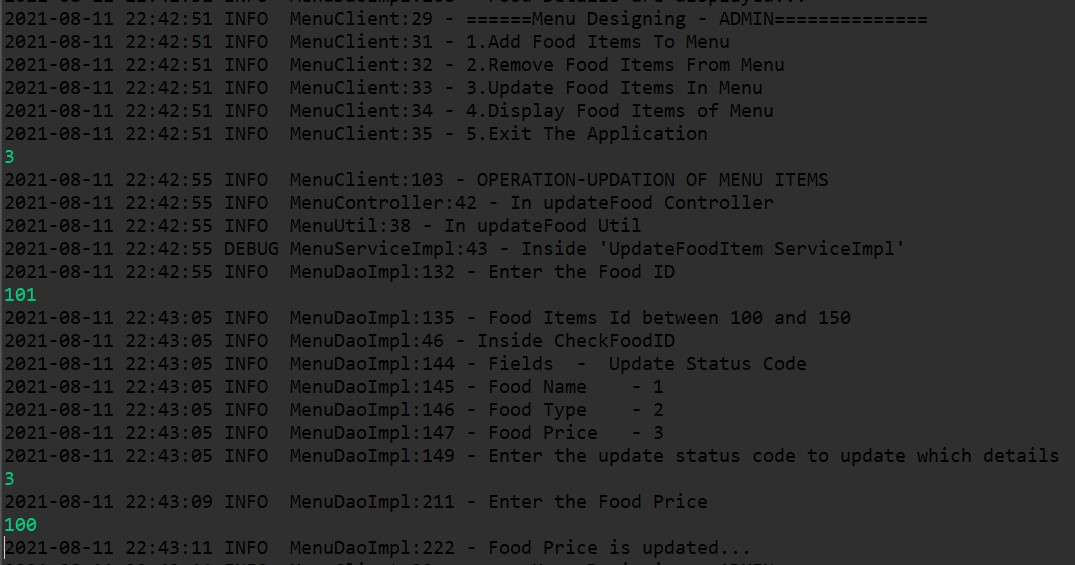 2021-08-11 22:42:51 INFO  MenuClient:29 - ======Menu Designing - ADMIN==============
2021-08-11 22:42:51 INFO  MenuClient:31 - 1.Add Food Items To Menu
2021-08-11 22:42:51 INFO  MenuClient:32 - 2.Remove Food Items From Menu
2021-08-11 22:42:51 INFO  MenuClient:33 - 3.Update Food Items In Menu
2021-08-11 22:42:51 INFO  MenuClient:34 - 4.Display Food Items of Menu
2021-08-11 22:42:51 INFO  MenuClient:35 - 5.Exit The Application
3
2021-08-11 22:42:55 INFO  MenuClient:103 - OPERATION-UPDATION OF MENU ITEMS
2021-08-11 22:42:55 INFO  MenuController:42 - In updateFood Controller
2021-08-11 22:42:55 INFO  MenuUtil:38 - In updateFood Util
2021-08-11 22:42:55 DEBUG MenuServiceImpl:43 - Inside 'UpdateFoodItem ServiceImpl'
2021-08-11 22:42:55 INFO  MenuDaoImpl:132 - Enter the Food ID
101
2021-08-11 22:43:05 INFO  MenuDaoImpl:135 - Food Items Id between 100 and 150
2021-08-11 22:43:05 INFO  MenuDaoImpl:46 - Inside CheckFoodID
2021-08-11 22:43:05 INFO  MenuDaoImpl:144 - Fields  -  Update Status Code
2021-08-11 22:43:05 INFO  MenuDaoImpl:145 - Food Name    - 1
2021-08-11 22:43:05 INFO  MenuDaoImpl:146 - Food Type    - 2
2021-08-11 22:43:05 INFO  MenuDaoImpl:147 - Food Price   - 3
2021-08-11 22:43:05 INFO  MenuDaoImpl:149 - Enter the update status code to update which details
3
2021-08-11 22:43:09 INFO  MenuDaoImpl:211 - Enter the Food Price
100
2021-08-11 22:43:11 INFO  MenuDaoImpl:222 - Food Price is updated...